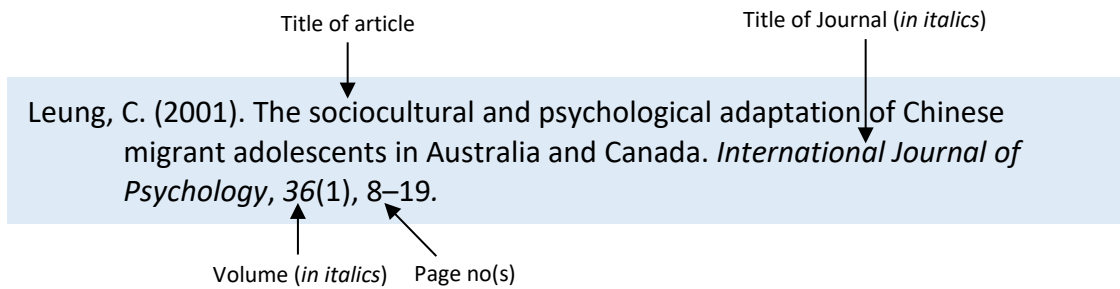 Title of article
Title of Journal (in italics)
Leung, C. (2001). The sociocultural and psychological adaptation of Chinese
migrant adolescents in Australia and Canada. International Journal of
Psychology, 36(1), 8–19.
Volume (in italics)
Page no(s)